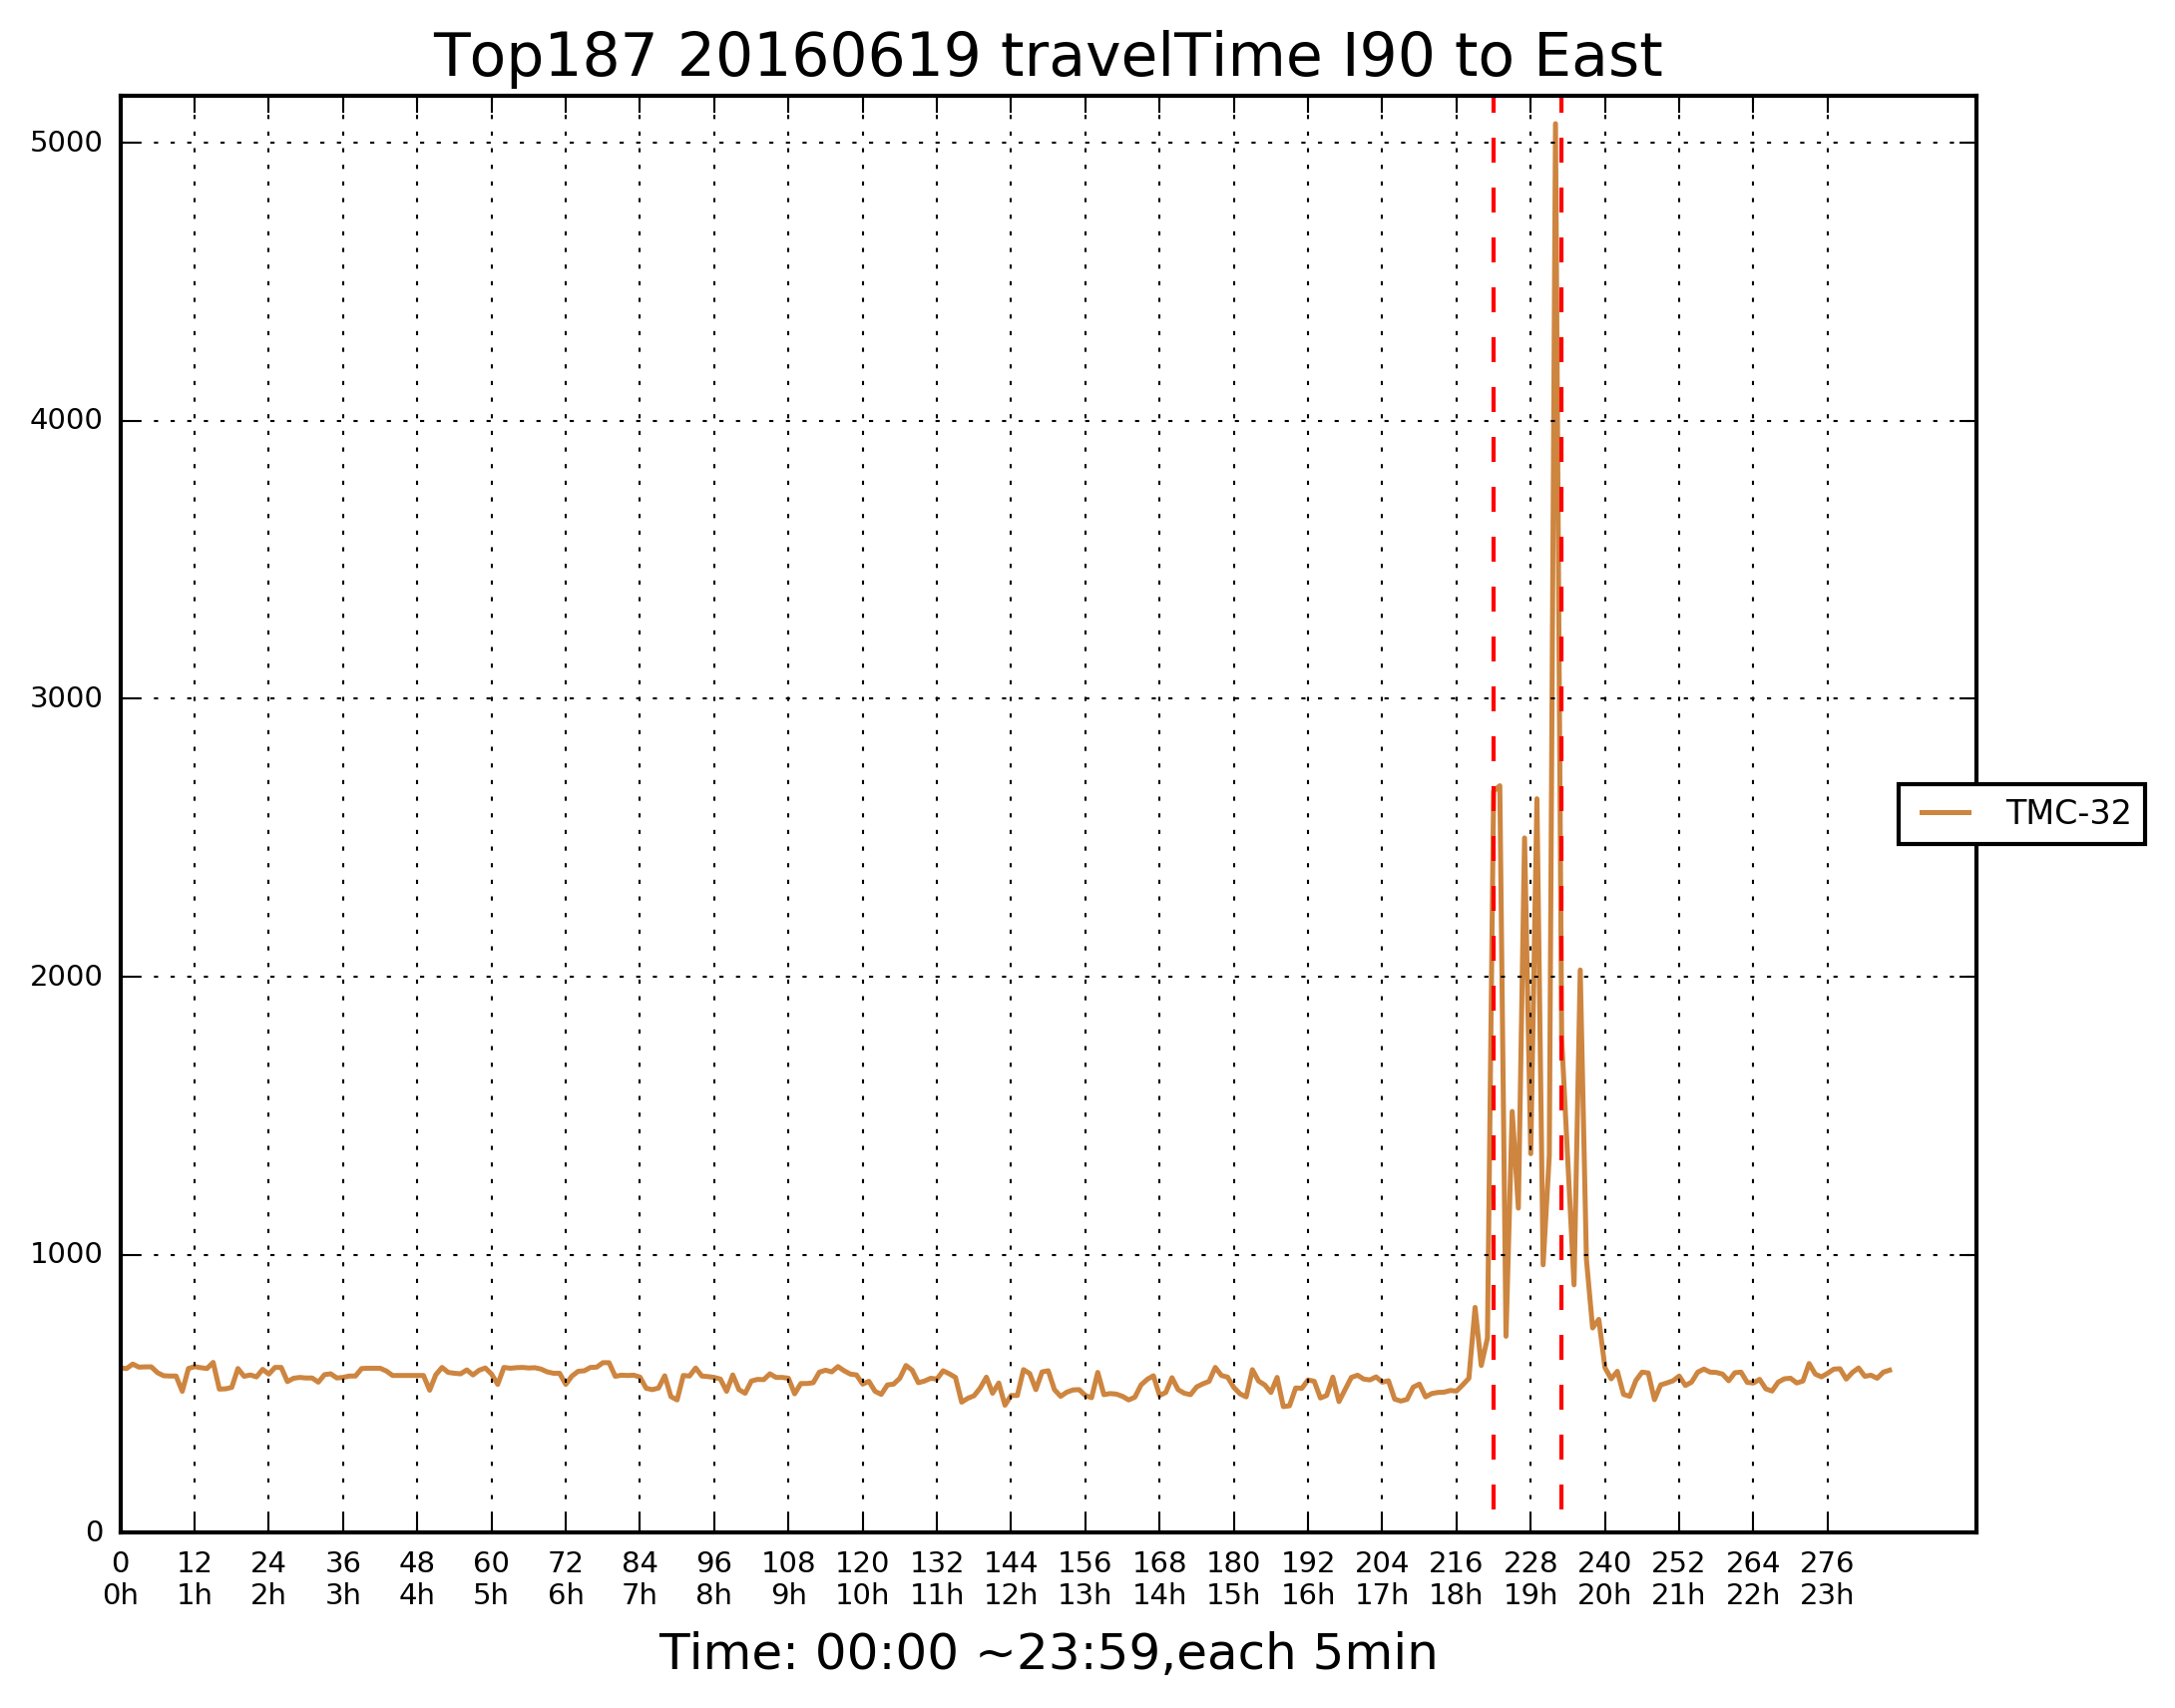 Top187 20160619 travelTime I90 to East
5000
4000
3000
2000
1000
0
TMC-32
0 12 24 36 48 60 72 84 96 108 120 132 144 156 168 180 192 204 216 228 240 252 264 276
0h 1h 2h 3h 4h 5h 6h 7h 8h 9h 10h 11h 12h 13h 14h 15h 16h 17h 18h 19h 20h 21h 22h 23h
Time: 00:00 ~23:59,each 5min